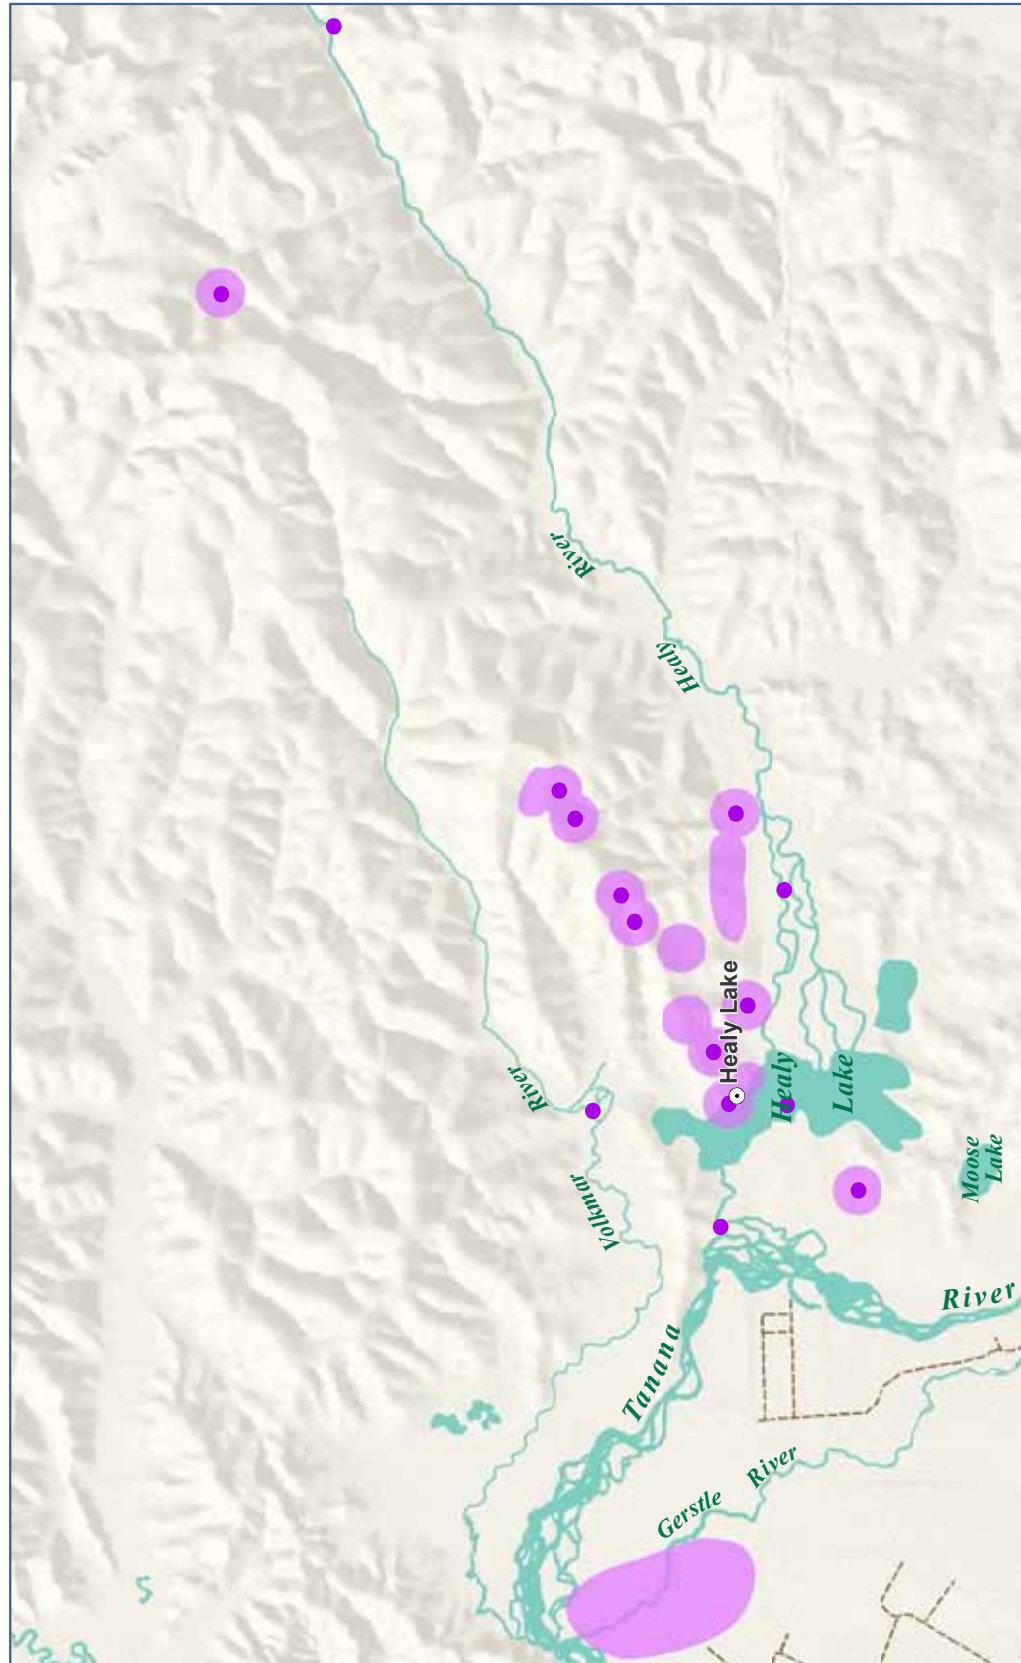 River
Healy
Healy Lake
Healy
Lake
River
Volkmar
Moose
Lake
River
Tanana
River
Gerstle